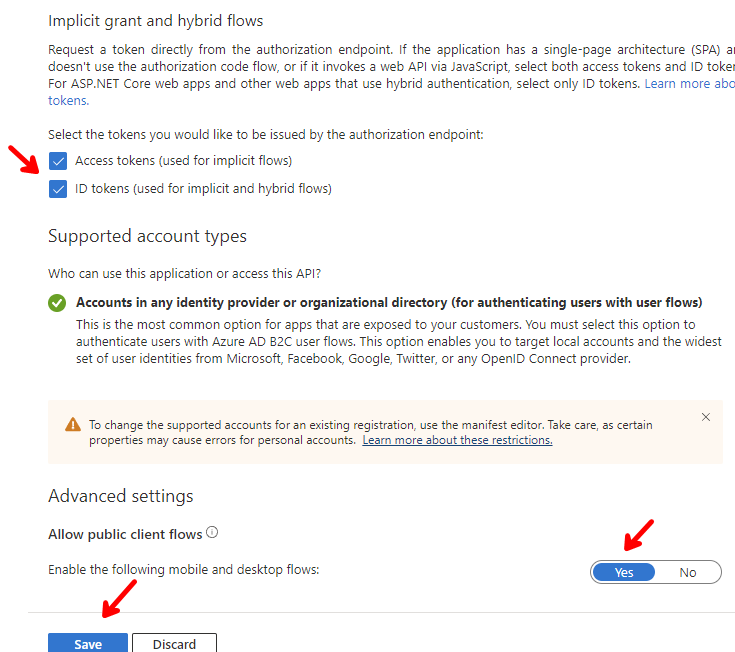 Implicit grant and hybrid flows
Request a token directly from the authorization endpoint. If the application has a single-page architecture (SPA)
doesn't use the authorization code flow, or if it invokes a web API via JavaScript, select both access tokens and ID
For ASP.NET Core web apps and other web apps that use hybrid authentication, select only ID tokens. Learn more
tokens.
Select the tokens you would like to be issued by the authorization endpoint:
Access tokens (used for implicit flows)
ID tokens (used for implicit and hybrid flows)
Supported account types
Who can use this application or access this API?
Accounts in any identity provider or organizational directory (for authenticating users with user flows)
This is the most common option for apps that are exposed to your customers. You must select this option to
authenticate users with Azure AD B2C user flows. This option enables you to target local accounts and the widest
set of user identities from Microsoft, Facebook, Google, Twitter, or any OpenID Connect provider.
To change the supported accounts for an existing registration, use the manifest editor. Take care, as certain
properties may cause errors for personal accounts. Learn more about these restrictions.
Advanced settings
Allow public client flows
Enable the following mobile and desktop flows:
Yes No
Save Discard